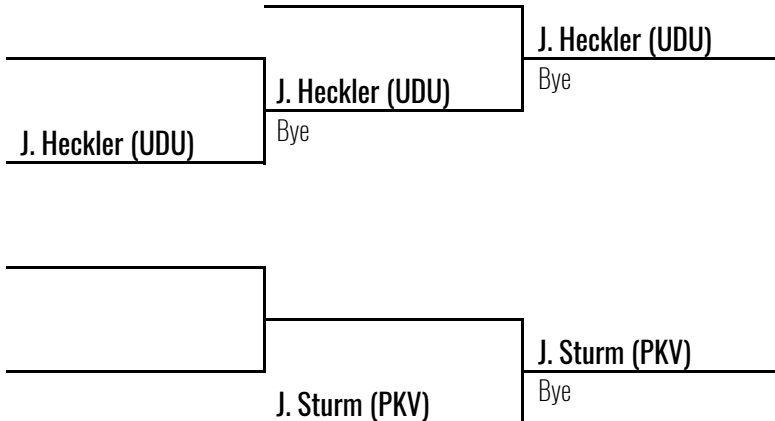 J. Heckler (UDU)
Bye
J. Heckler (UDU)
Bye
J. Heckler (UDU)
J. Sturm (PKV)
Bye
J. Sturm (PKV)